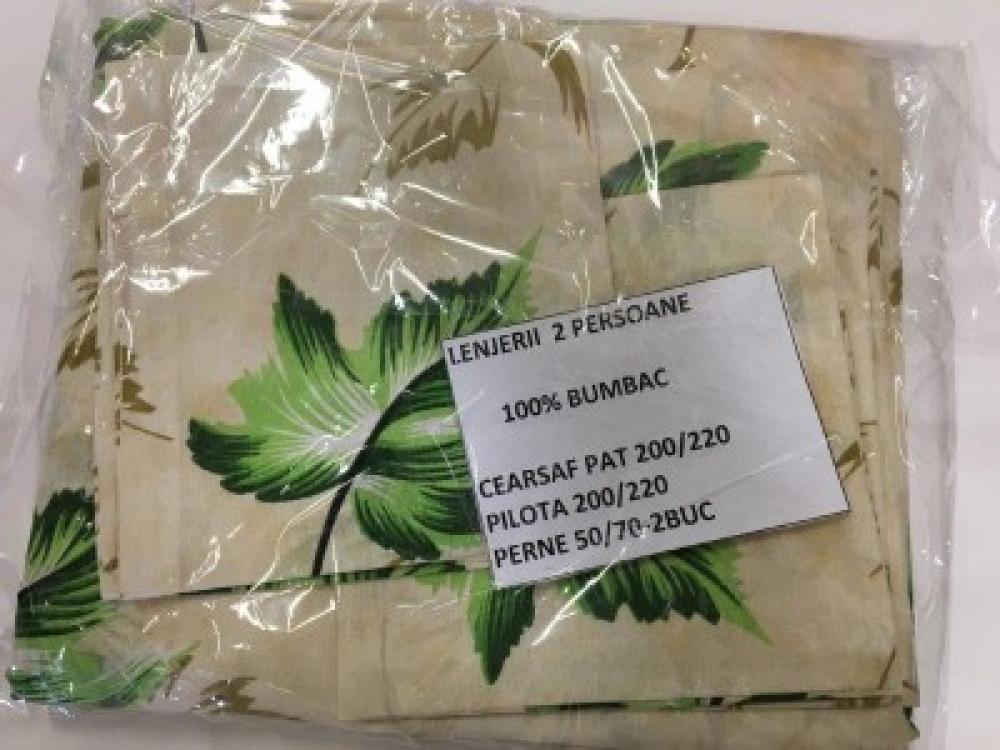 LENJERII 2 PERSOANE
100% BUMBAC
CEARSAF PAT 200/220
PILOTA 200/220
PERNE 50/70-2BUC